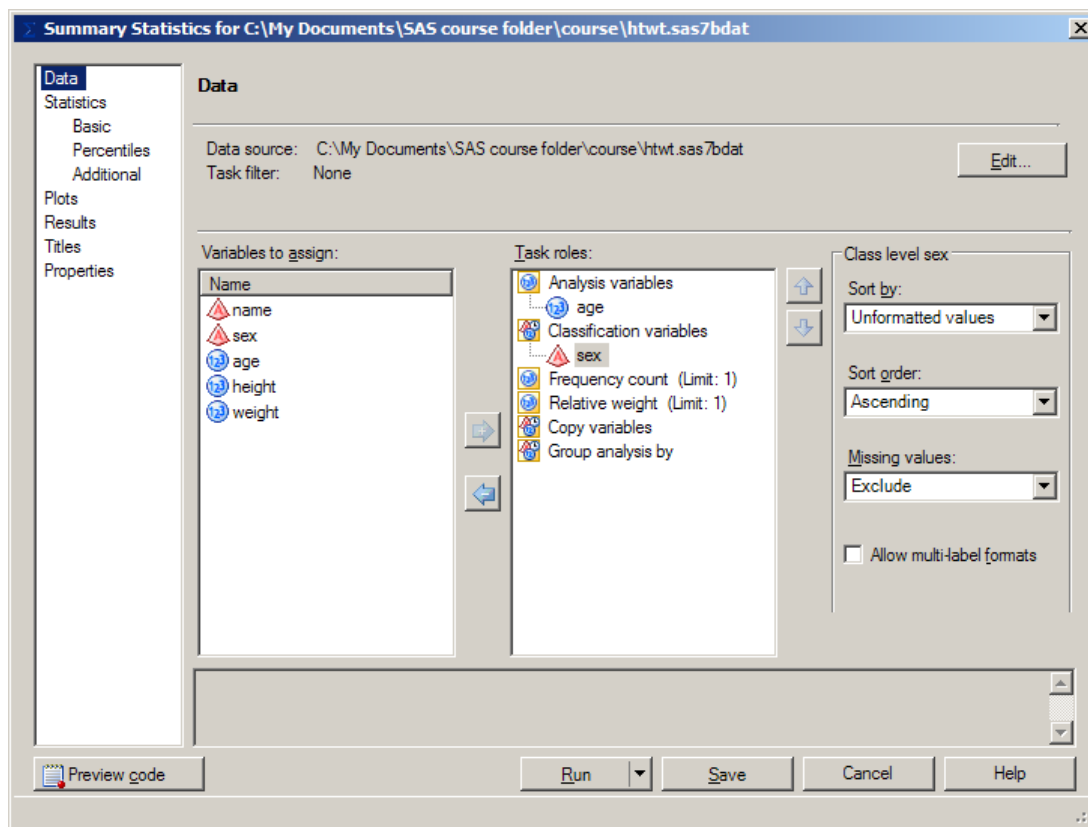 Summary Statistics for C:\My Documents\SAS course folder\course\htwt.sas7bdat
Data
Statistics
Basic
Percentiles
Additional
Plots
Results
Titles
Properties
Data
Data source: C:\My Documents\SAS course folder\course\htwt.sas7bdat
Task filter: None
Edit...
Variables to assign:
Name
name
sex
age
height
weight
Task roles:
Analysis variables
age
Classification variables
sex
Frequency count (Limit: 1)
Relative weight (Limit: 1)
Copy variables
Group analysis by
Class level sex
Sort by:
Unformatted values
Sort order:
Ascending
Missing values:
Exclude
Allow multi-label formats
Preview code
Run
Save
Cancel
Help